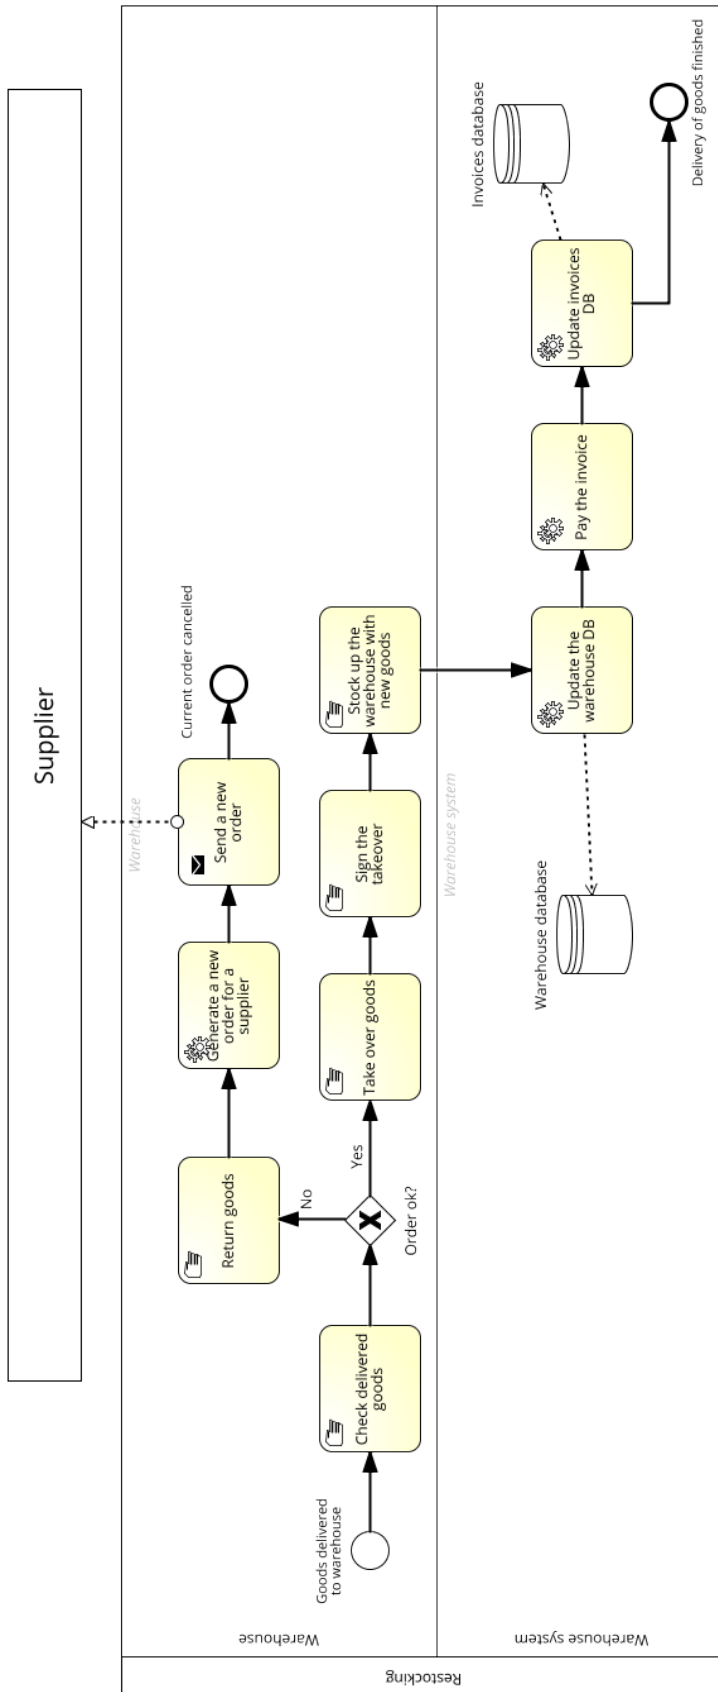 Supplier
Restocking
Warehouse
Warehouse
Goods delivered
to warehouse
Check delivered
goods
Order ok?
No
Yes
Return goods
Generate a new
order for a
supplier
Send a new
order
Current order cancelled
Take over goods
Sign the
takeover
Stock up the
warehouse with
new goods
Warehouse system
Warehouse system
Warehouse database
Update the
warehouse DB
Pay the invoice
Update invoices
DB
Invoices database
Delivery of goods finished